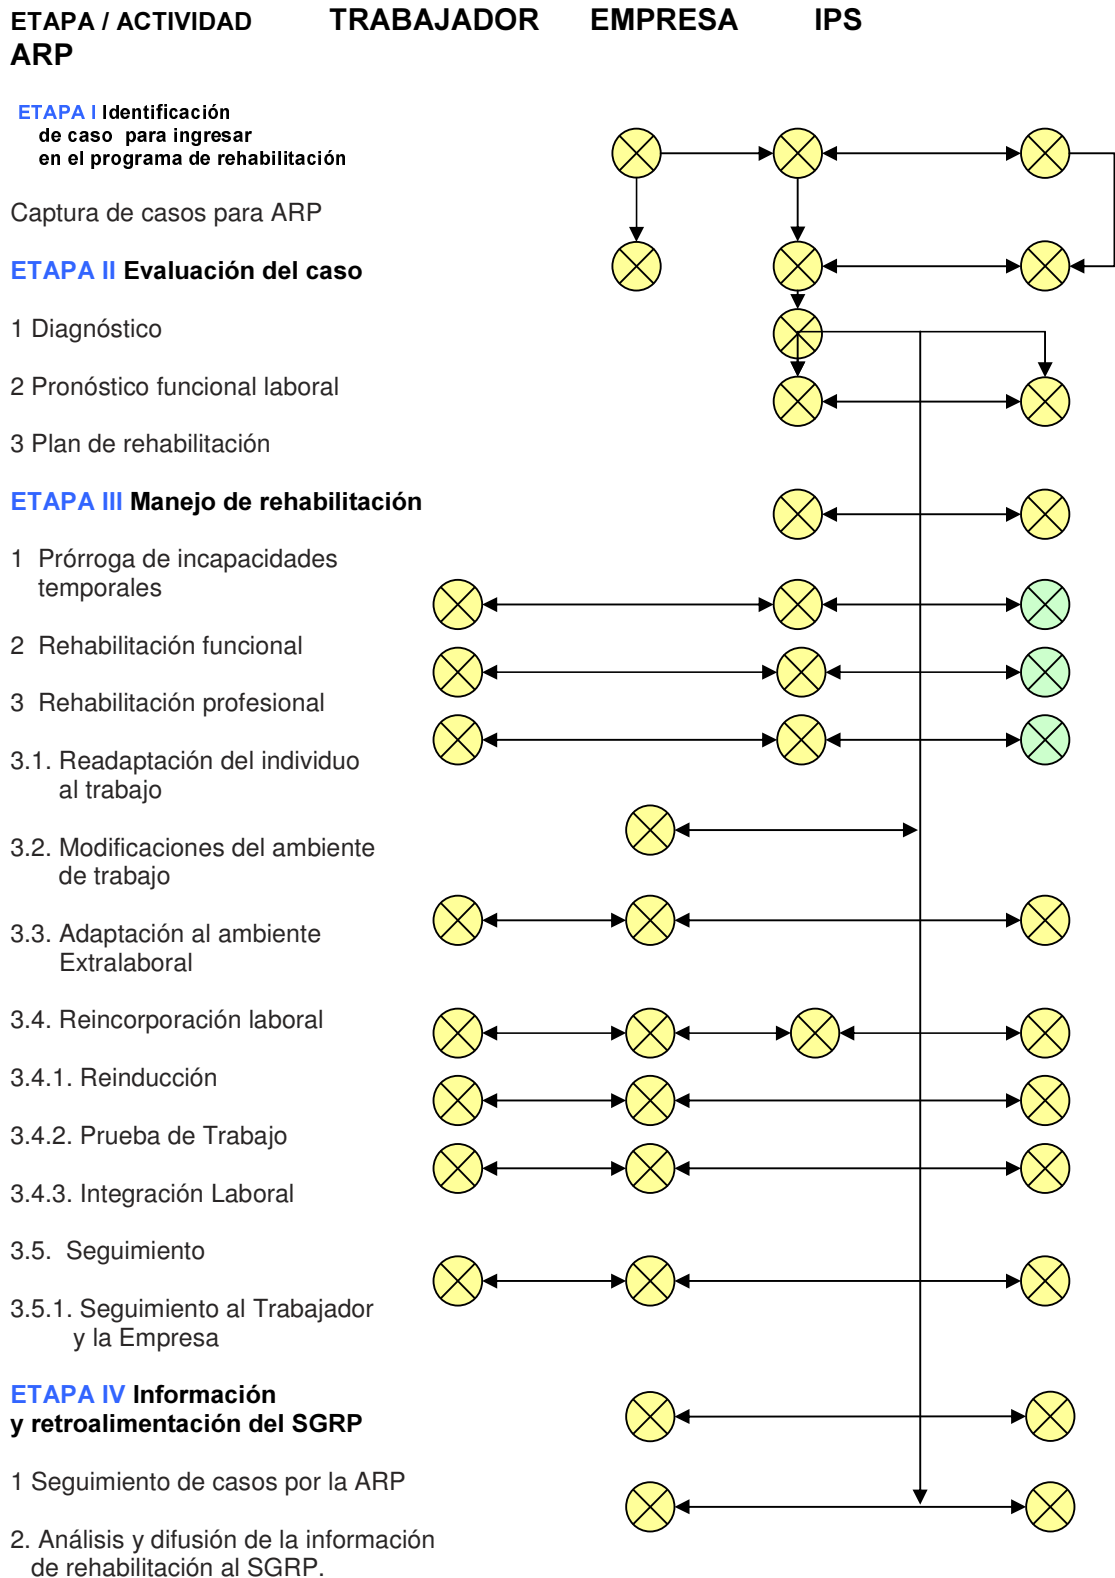 ETAPA / ACTIVIDAD TRABAJADOR EMPRESA IPS
ARP
ETAPA I Identificación
de caso para ingresar
en el programa de rehabilitación
Captura de casos para ARP
ETAPA II Evaluación del caso
1 Diagnóstico
2 Pronóstico funcional laboral
3 Plan de rehabilitación
ETAPA III Manejo de rehabilitación
1 Prórroga de incapacidades
temporales
2 Rehabilitación funcional
3 Rehabilitación profesional
3.1. Readaptación del individuo
al trabajo
3.2. Modificaciones del ambiente
de trabajo
3.3. Adaptación al ambiente
Extralaboral
3.4. Reincorporación laboral
3.4.1. Reinducción
3.4.2. Prueba de Trabajo
3.4.3. Integración Laboral
3.5. Seguimiento
3.5.1. Seguimiento al Trabajador
y la Empresa
ETAPA IV Información
y retroalimentación del SGRP
1 Seguimiento de casos por la ARP
2. Análisis y difusión de la información
de rehabilitación al SGRP.